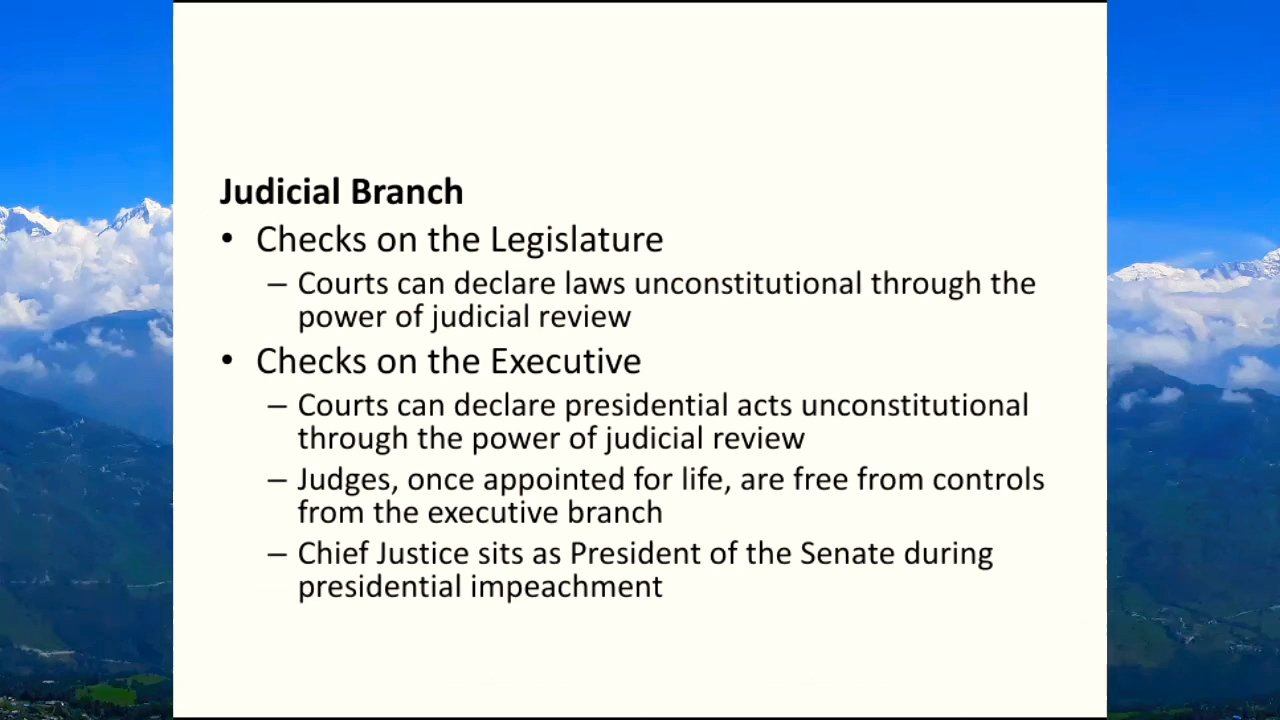 Judicial Branch
• Checks on the Legislature
– Courts can declare laws unconstitutional through the
power of judicial review
• Checks on the Executive
– Courts can declare presidential acts unconstitutional
through the power of judicial review
– Judges, once appointed for life, are free from controls
from the executive branch
– Chief Justice sits as President of the Senate during
presidential impeachment